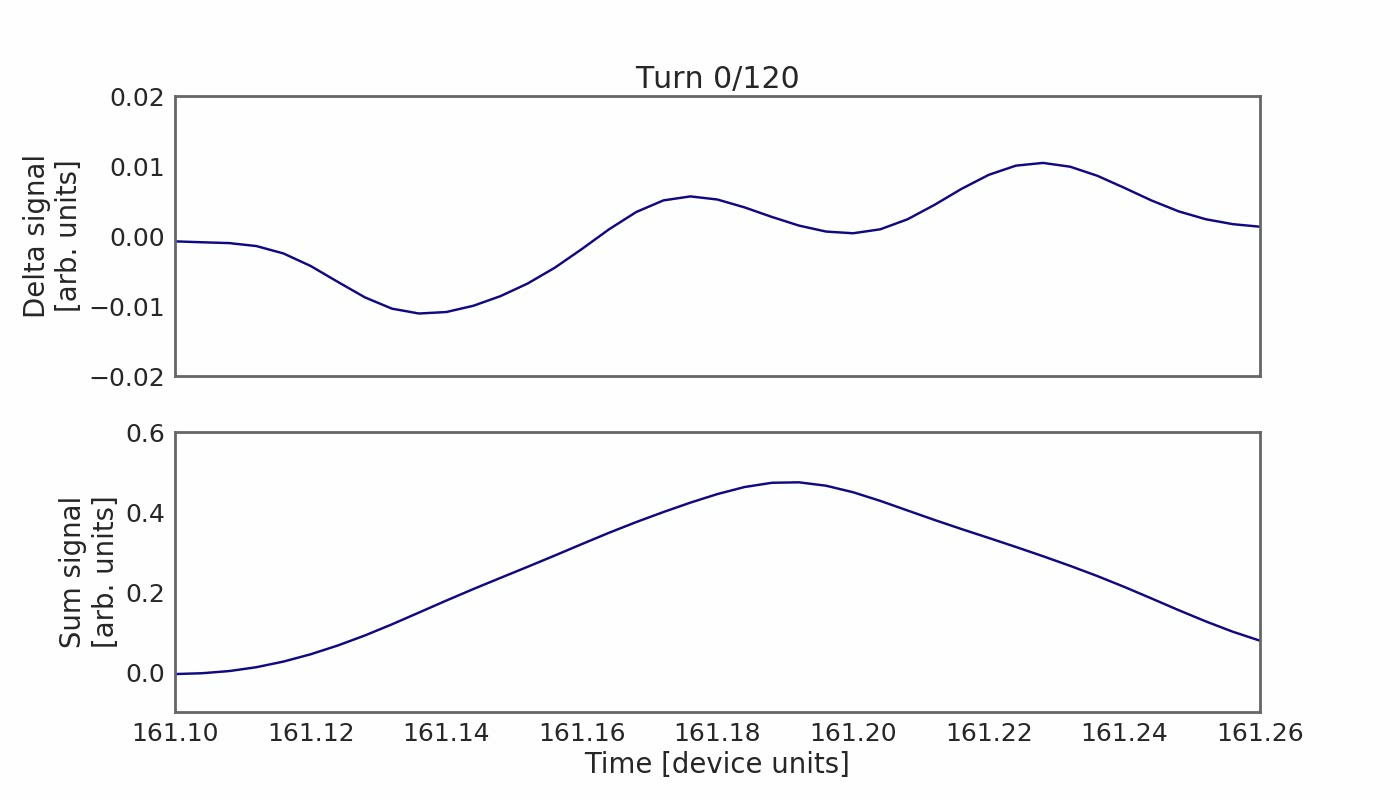 Turn 0/120
0.02
0.01
0.00
−0.01
−0.02
Delta signal
[arb. units]
0.6
0.4
0.2
0.0
Sum signal
[arb. units]
161.10 161.12 161.14 161.16 161.18 161.20 161.22 161.24 161.26
Time [device units]